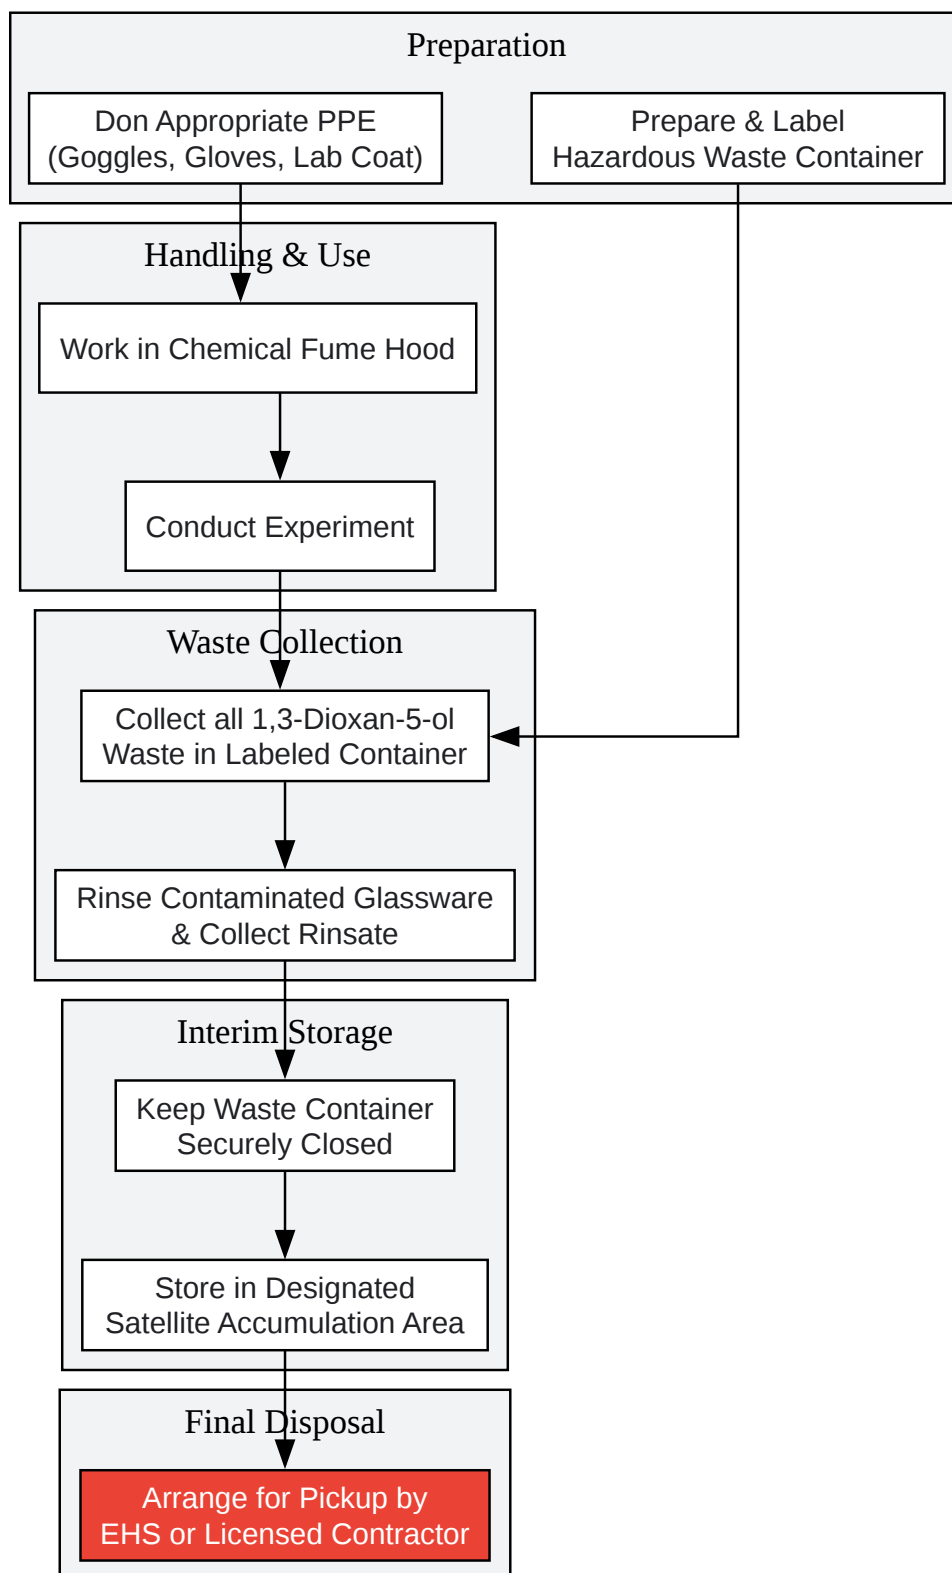 Preparation
Don Appropriate PPE
(Goggles, Gloves, Lab Coat)
Prepare & Label
Hazardous Waste Container
Handling & Use
Work in Chemical Fume Hood
Conduct Experiment
Waste Collection
Collect all 1,3-Dioxan-5-ol
Waste in Labeled Container
Rinse Contaminated Glassware
& Collect Rinsate
Interim Storage
Keep Waste Container
Securely Closed
Store in Designated
Satellite Accumulation Area
Final Disposal
Arrange for Pickup by
EHS or Licensed Contractor